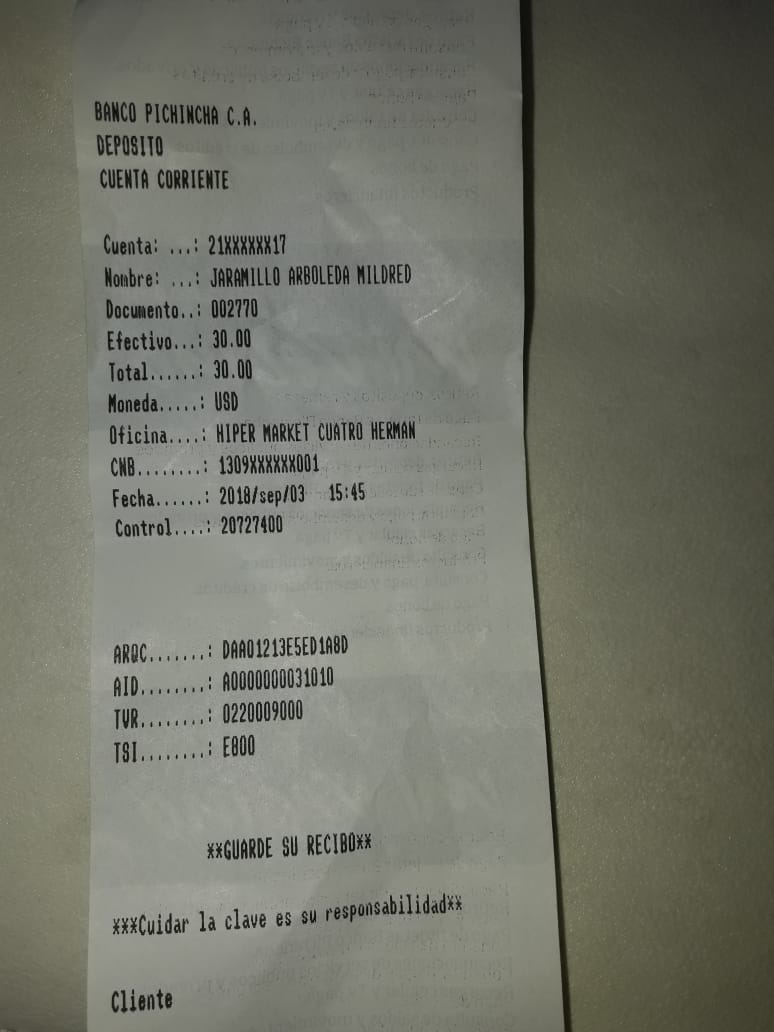 BANCO PICHINCHA C.A.
DEPOSITO
CUENTA CORRIENTE
Cuenta: ...: 21XXXXXX17
Nombre: ...: JARAMILLO ARBOLEDA MILDRED
Documento..: 002770
Efectivo...: 30.00
Total......: 30.00
Moneda.....: USD
Oficina....: HIPER MARKET CUATRO HERMAN
CNB........: 1309XXXXXX001
Fecha......: 2018/sep/03 15:45
Control....: 20727400
ARQC.......: DAA01213E5ED1A8D
AID........: A0000000031010
TVR........: 0220009000
TSI........: E800
**GUARDE SU RECIBO**
***Cuidar la clave es su responsabilidad**
Cliente